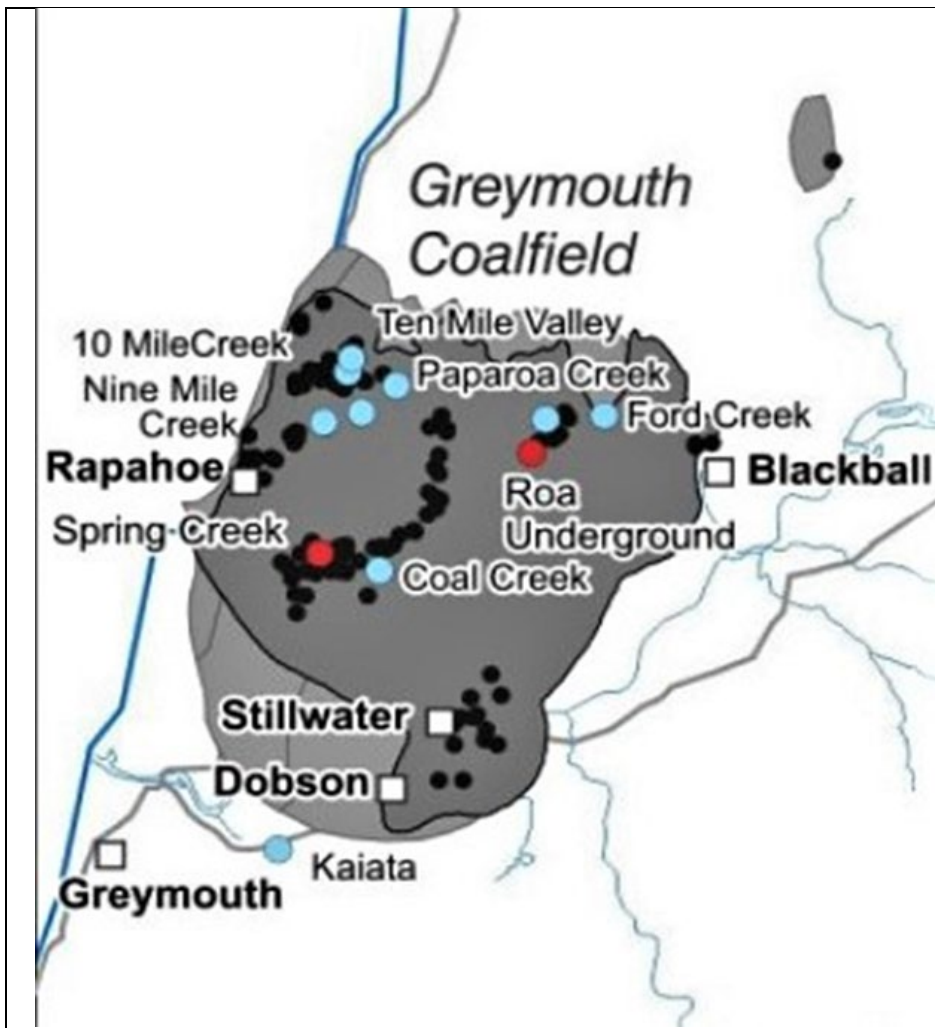 Greymouth
Coalfield
Ten Mile Valley
10 MileCreek
Paparoa Creek
Nine Mile
Creek
Ford Creek
Rapahoe
Blackball
Roa
Underground
Spring Creek
Coal Creek
Stillwater
Dobson
Kaiata
Greymouth